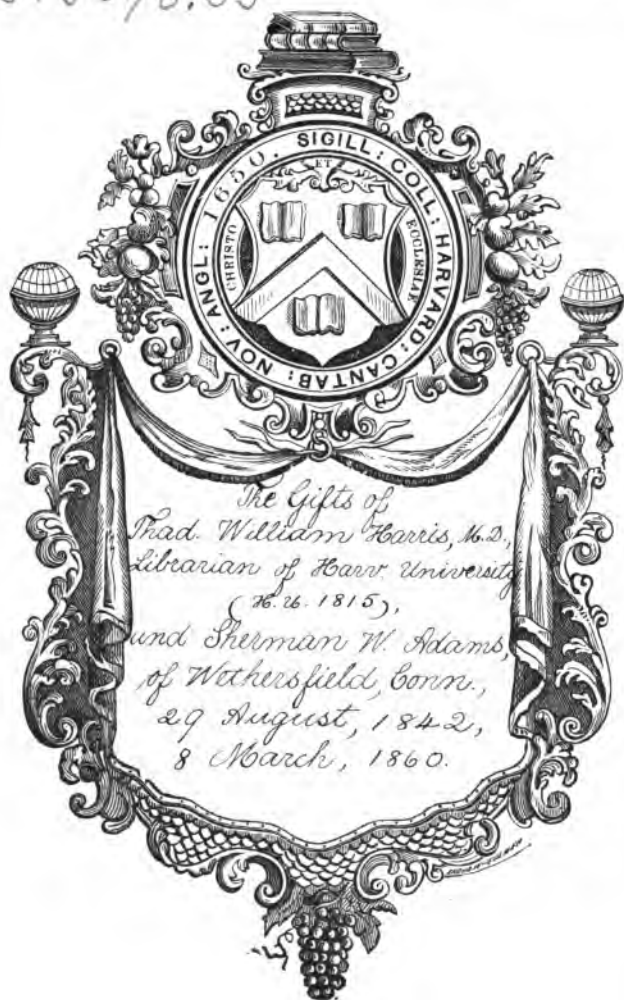 SIGILL : COLL : HARVARD : CANTAB : NOV : ANGL : 1650.
CHRISTO
ET
ECCLESIAE
The Gifts of
Thad. William Harris, M.D.,
Librarian of Harv. University
(H. U. 1815),
and Sherman W. Adams,
of Wethersfield, Conn.,
29 August, 1842,
8 March, 1860.